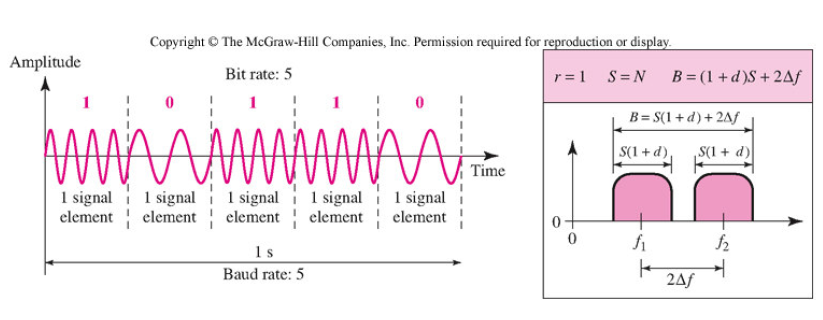 Copyright © The McGraw-Hill Companies, Inc. Permission required for reproduction or display.
Amplitude
Bit rate: 5
1 0 1 1 0
Time
1 signal element
1 signal element
1 signal element
1 signal element
1 signal element
1 s
Baud rate: 5
r = 1 S = N B = (1 + d)S + 2Δf
B = S(1 + d) + 2Δf
S(1 + d) S(1 + d)
0
0 f₁ f₂
2Δf